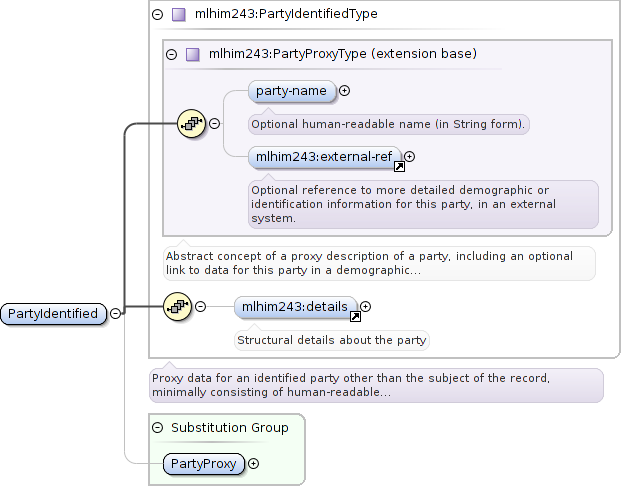 mlhim243:PartyIdentifiedType
mlhim243:PartyProxyType (extension base)
party-name
Optional human-readable name (in String form).
mlhim243:external-ref
Optional reference to more detailed demographic or
identification information for this party, in an external
system.
Abstract concept of a proxy description of a party, including an optional
link to data for this party in a demographic...
mlhim243:details
PartyIdentified
Structural details about the party
Proxy data for an identified party other than the subject of the record,
minimally consisting of human-readable...
Substitution Group
PartyProxy